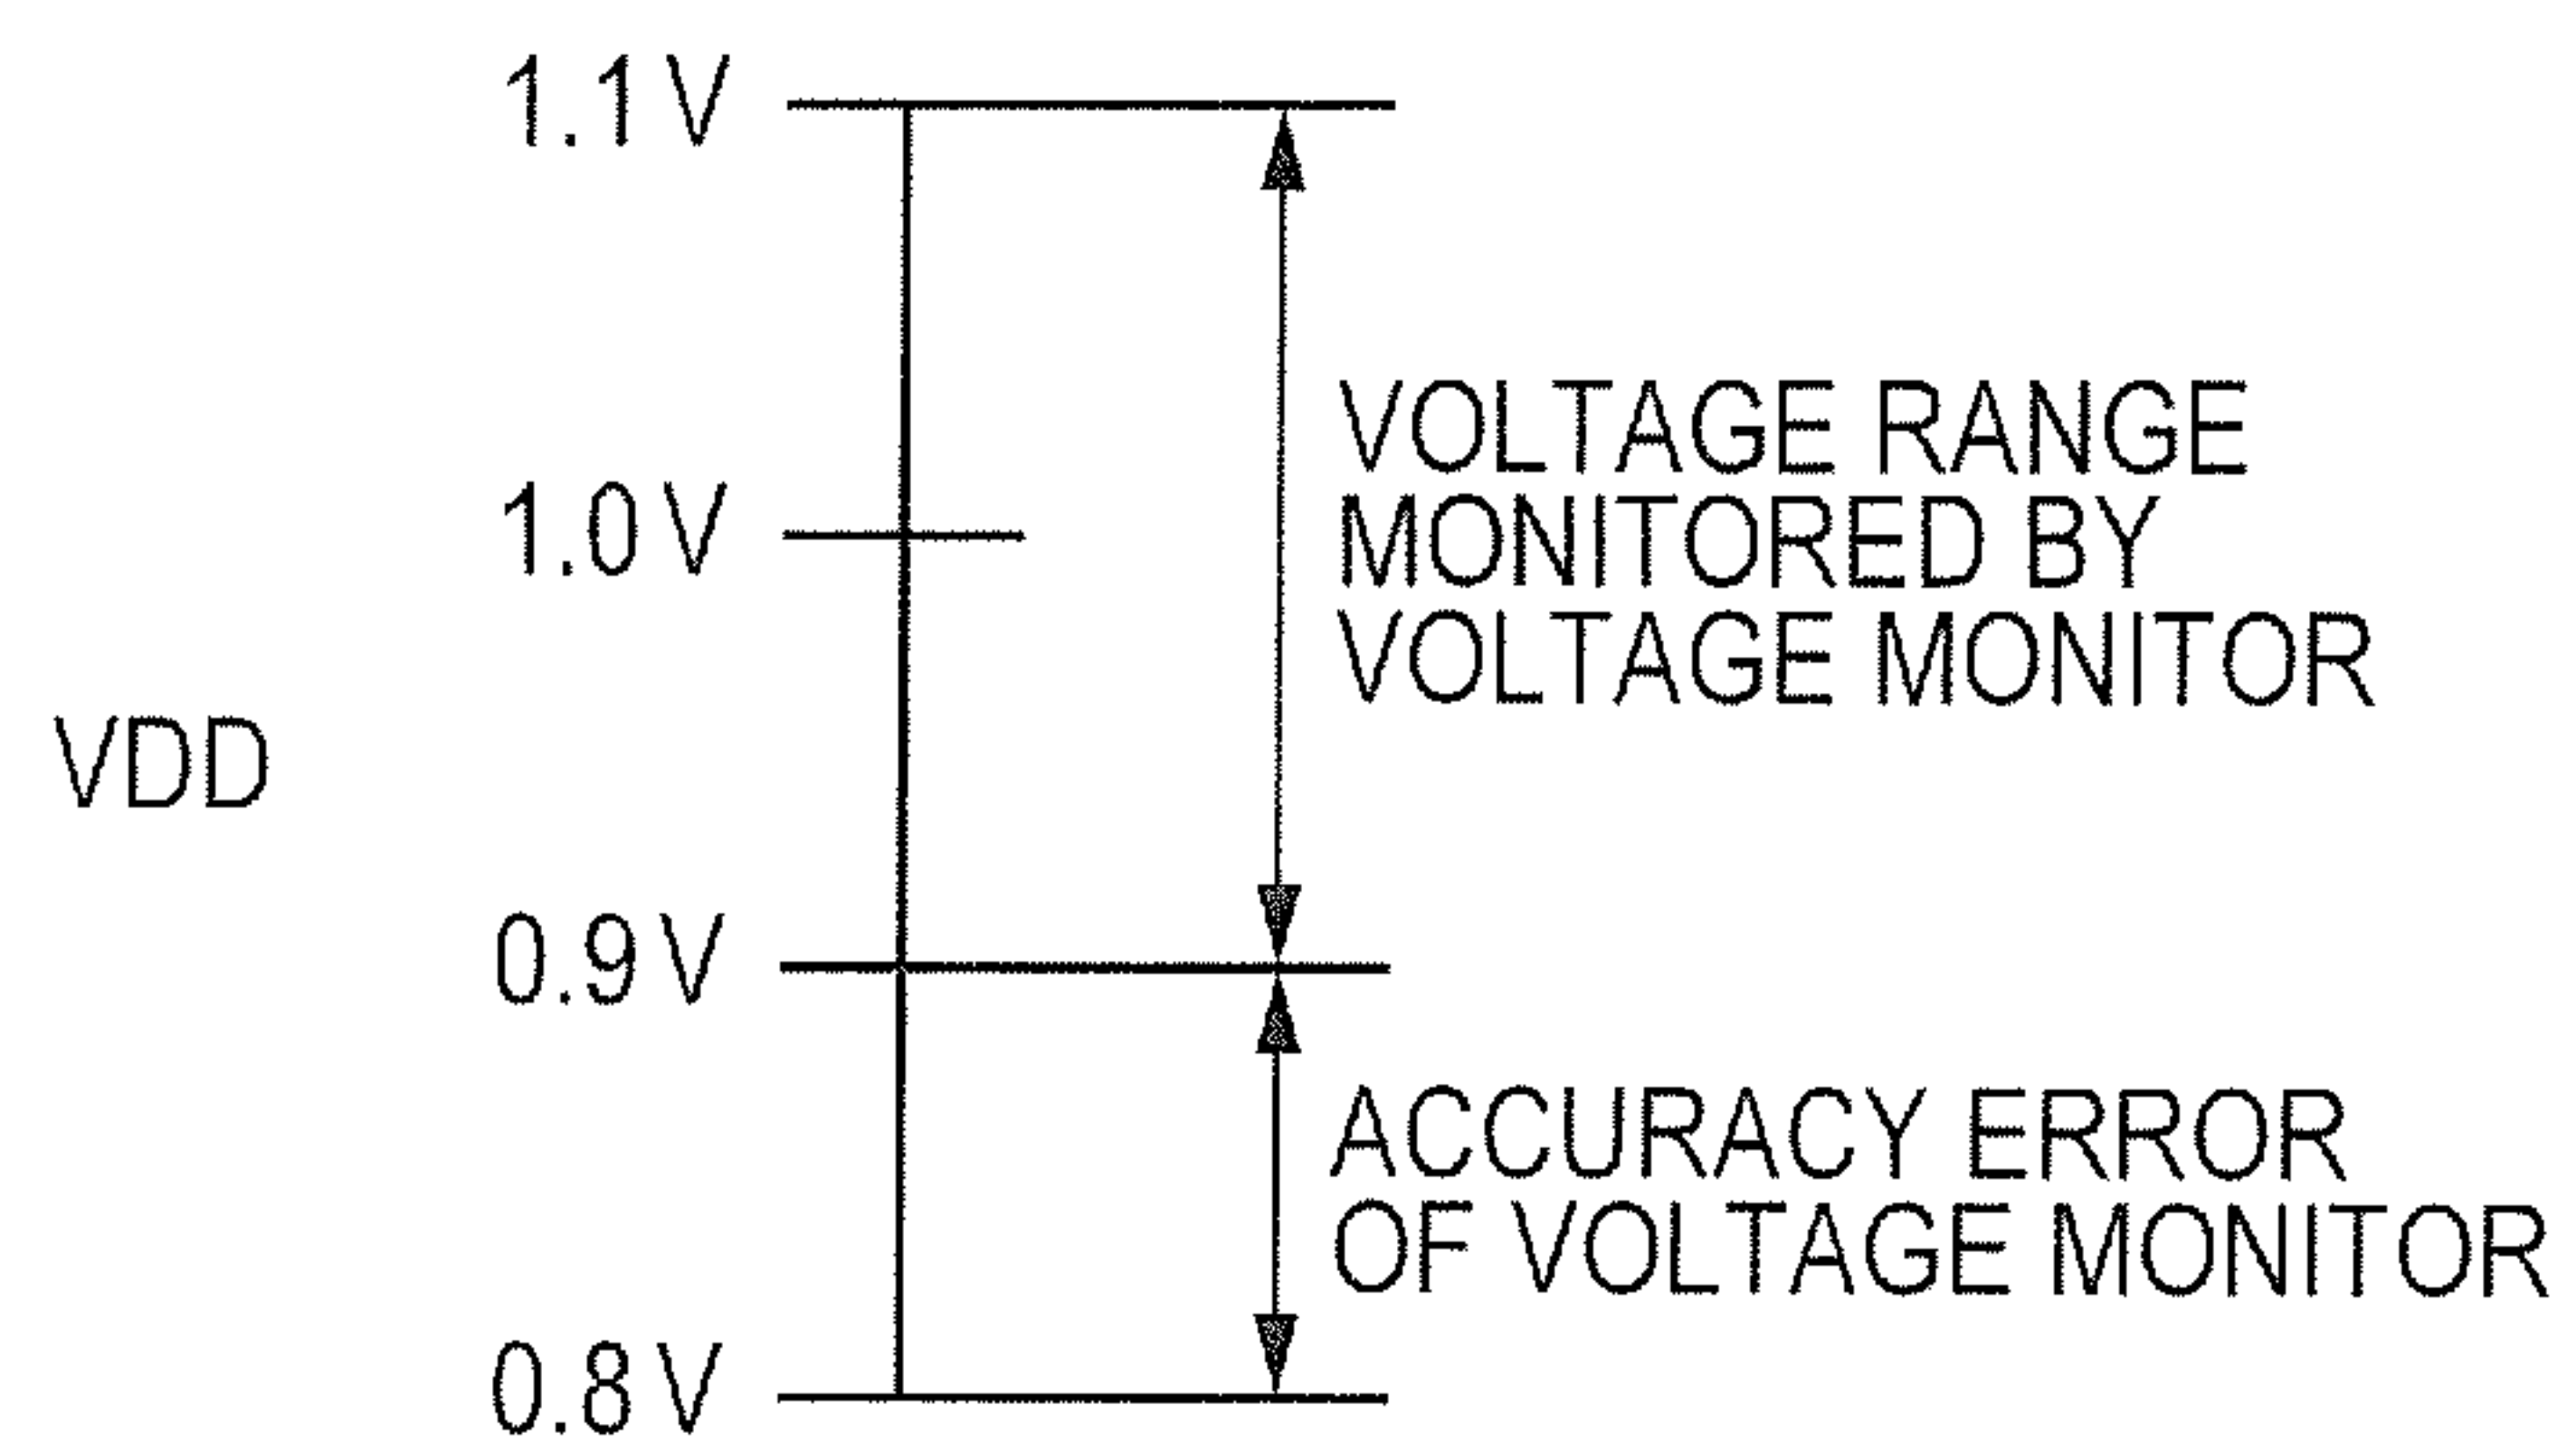 1.1 V
VOLTAGE RANGE
MONITORED BY
VOLTAGE MONITOR
1.0 V
VDD
0.9 V
ACCURACY ERROR
OF VOLTAGE MONITOR
0.8 V